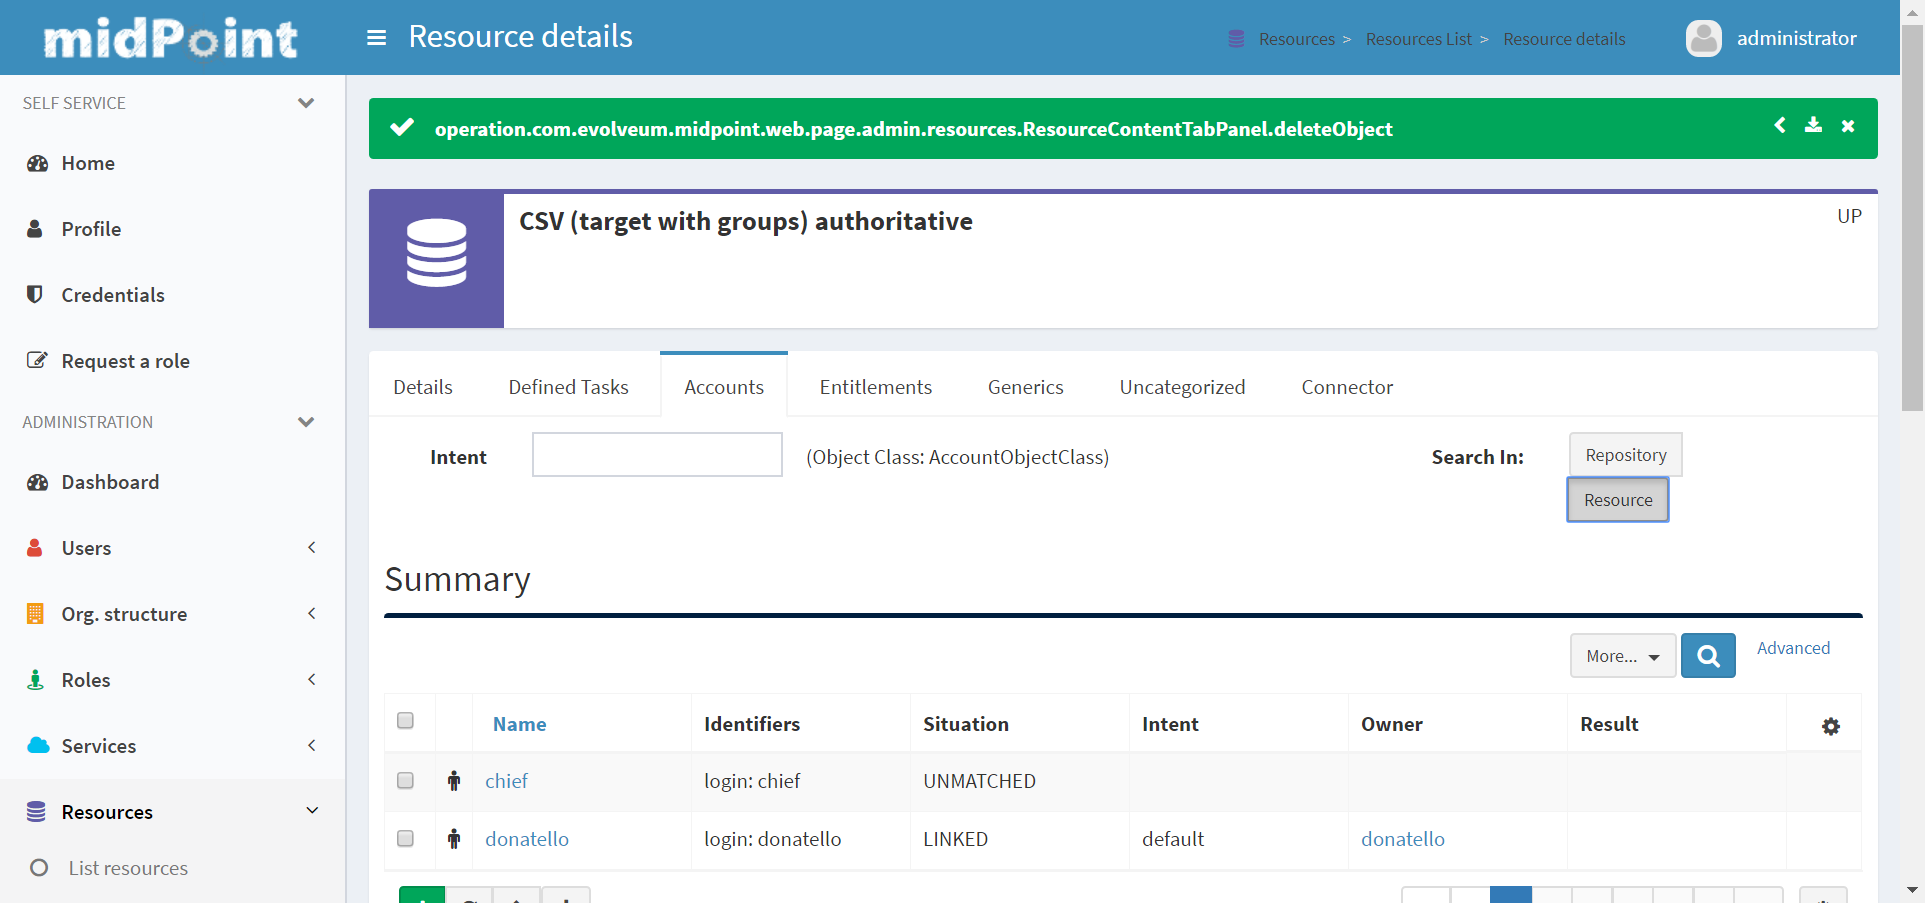 midPoint
Resource details
Resources > Resources List > Resource details
administrator
SELF SERVICE
Home
Profile
Credentials
Request a role
ADMINISTRATION
Dashboard
Users
Org. structure
Roles
Services
Resources
List resources
operation.com.evolveum.midpoint.web.page.admin.resources.ResourceContentTabPanel.deleteObject
CSV (target with groups) authoritative
UP
Details Defined Tasks Accounts Entitlements Generics Uncategorized Connector
Intent (Object Class: AccountObjectClass) Search In: Repository
Resource
Summary
More... Advanced
Name Identifiers Situation Intent Owner Result
chief login: chief UNMATCHED
donatello login: donatello LINKED default donatello